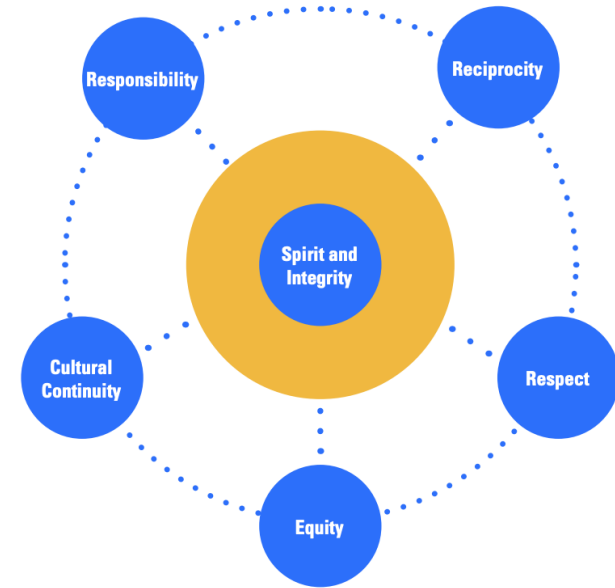 Responsibility
Reciprocity
Spirit and
Integrity
Cultural
Continuity
Respect
Equity